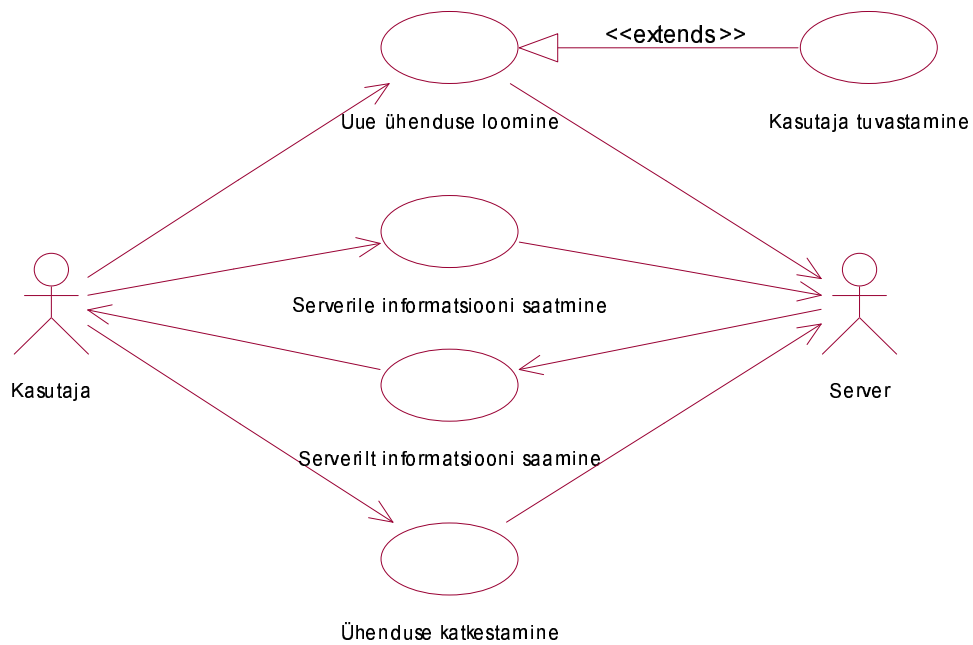 <<extends>>
Uue ühenduse loomine
Kasutaja tuvastamine
Serverile informatsiooni saatmine
Kasutaja
Server
Serverilt informatsiooni saamine
Ühenduse katkestamine